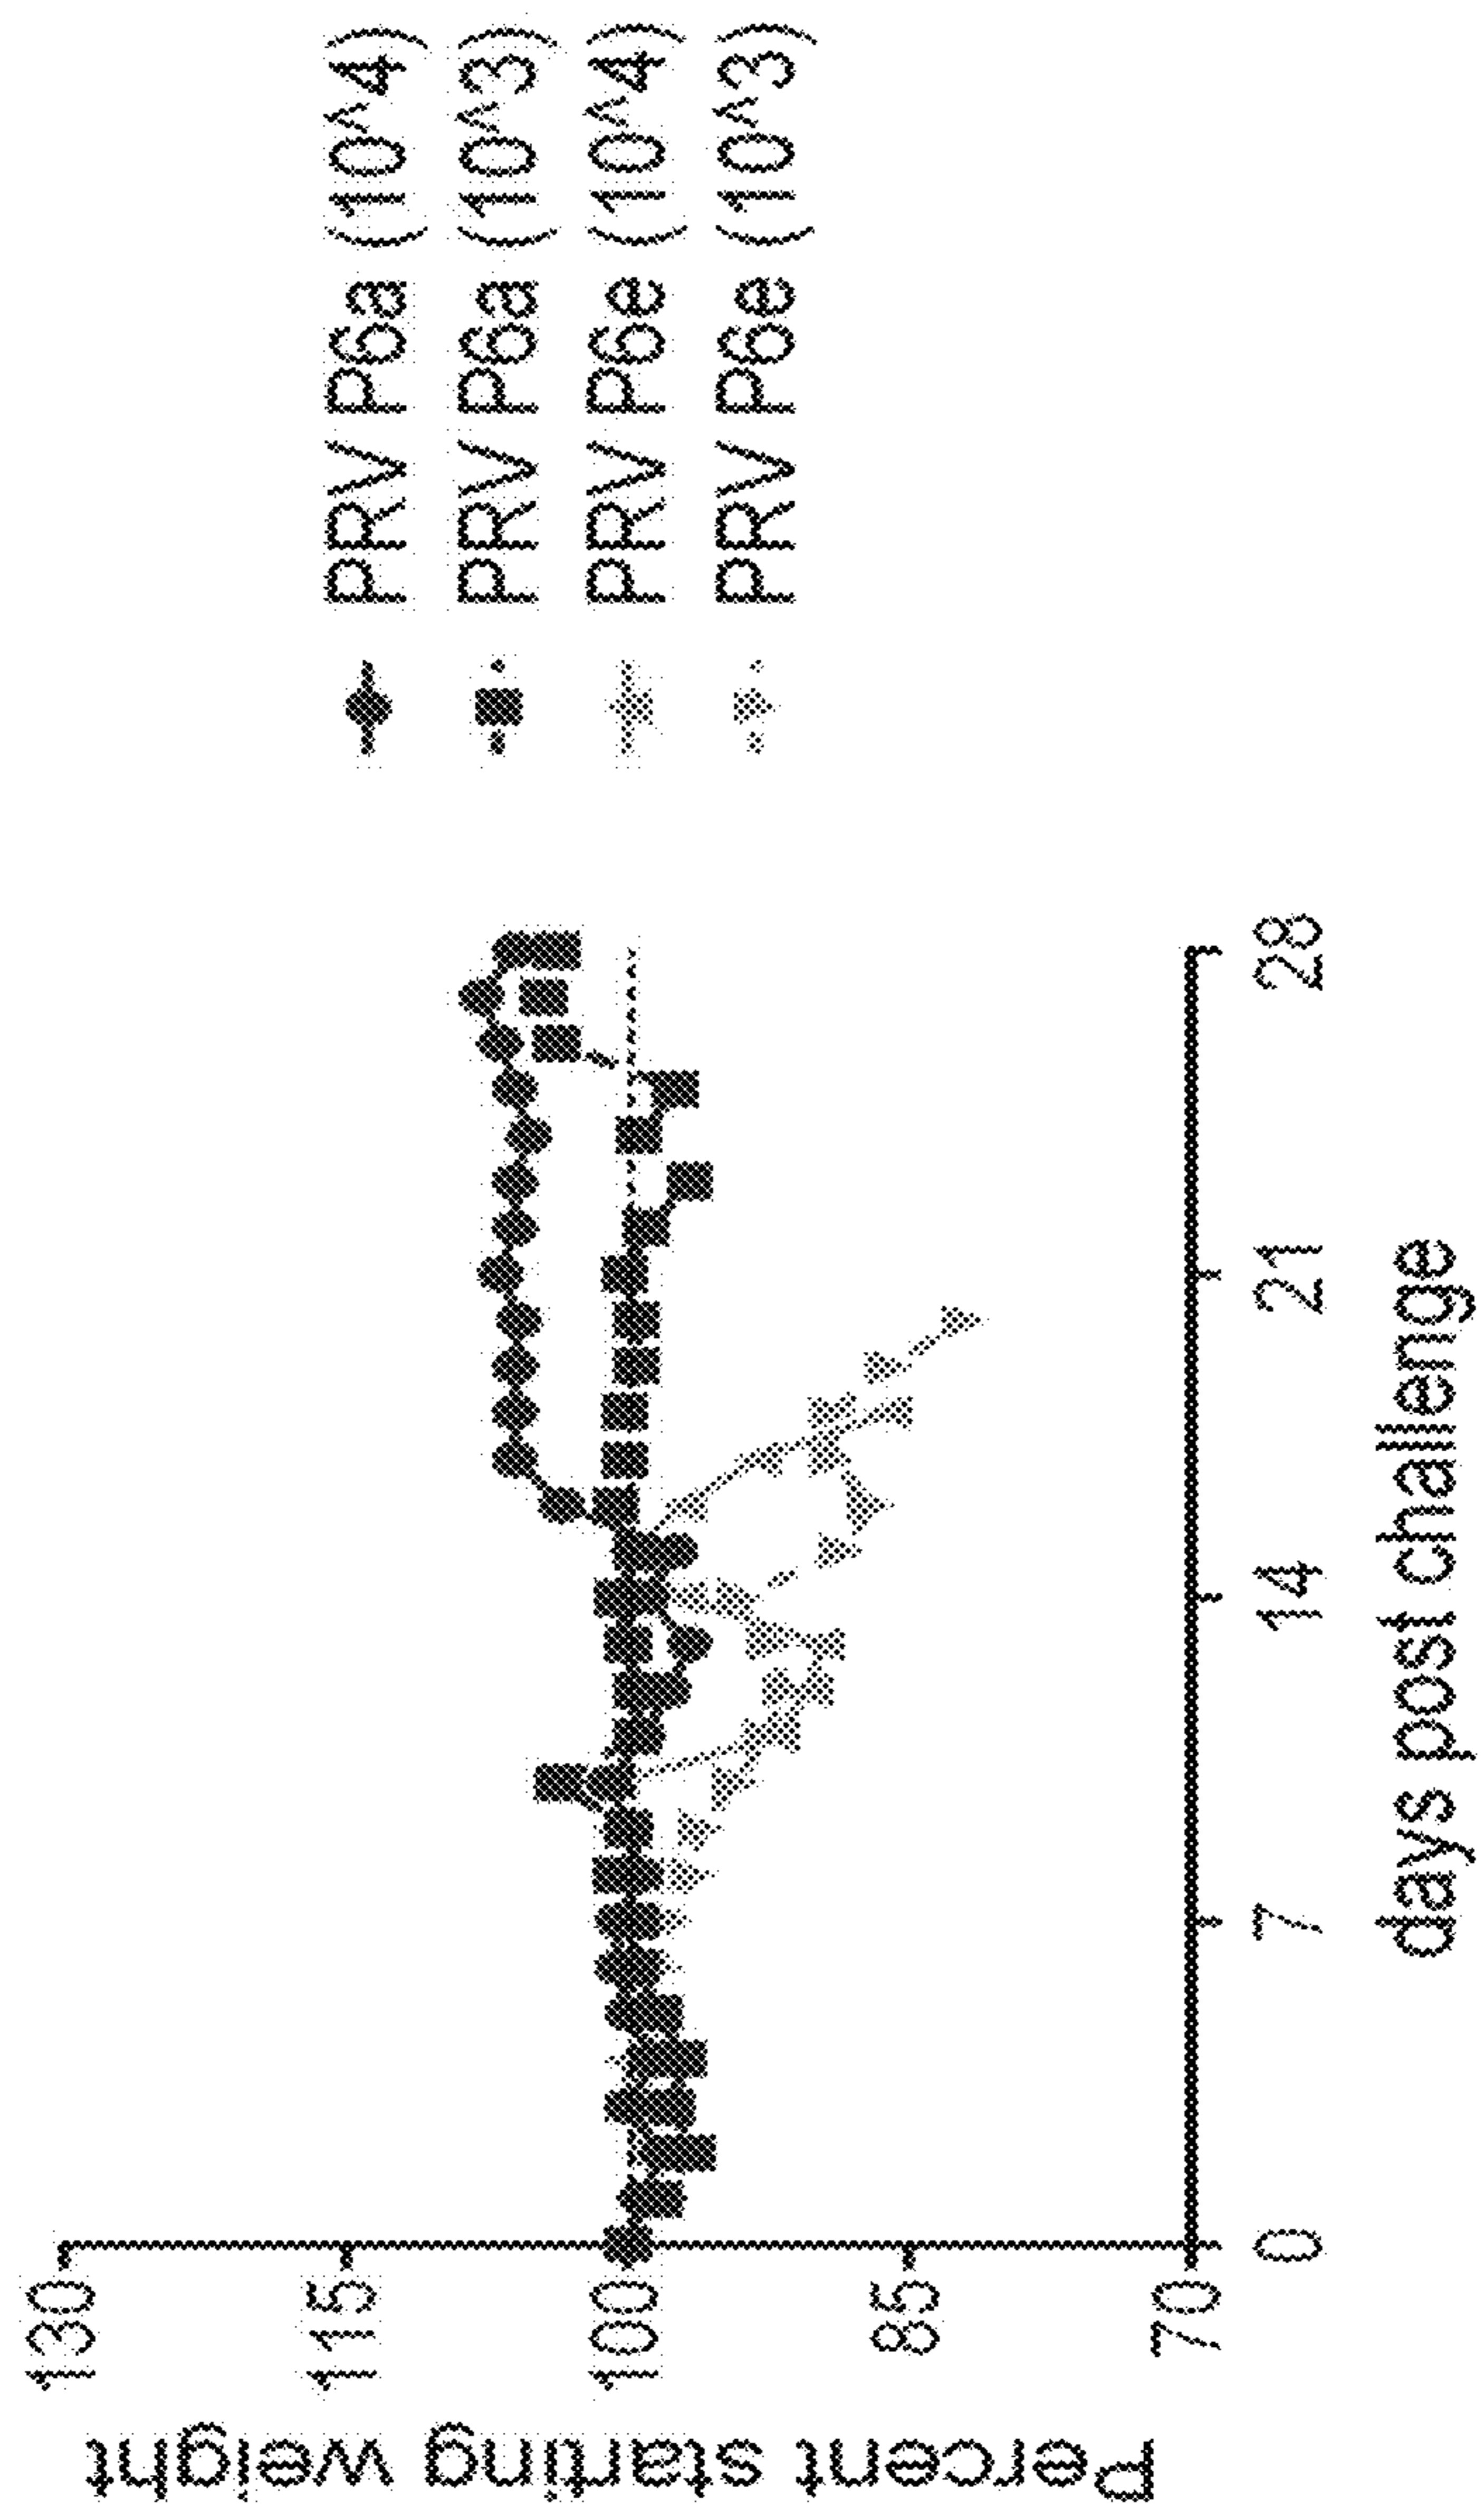 Percent starting weight
130
115
100
85
70
0
7
14
21
28
days post challenge
PRV P6a (10^4)
PRV P6a (10^3)
PRV P6e (10^4)
PRV P6e (10^3)